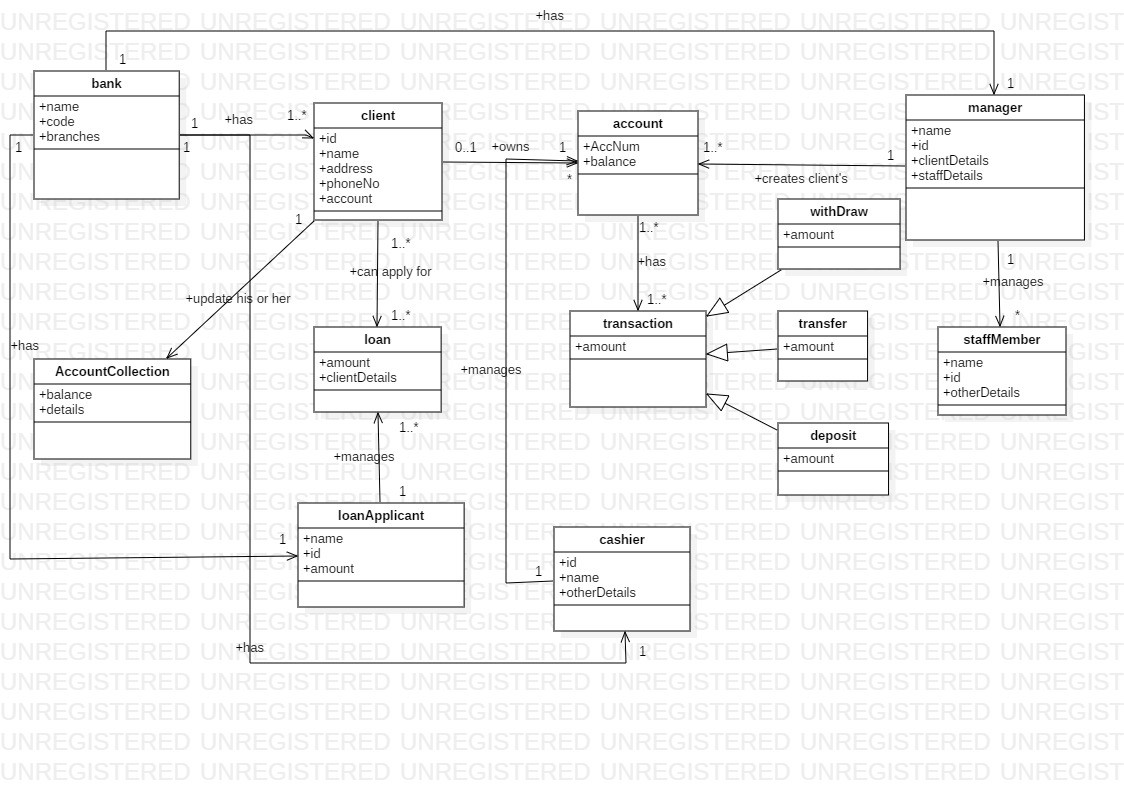 +has
1
1
bank
+name
+code
+branches
1
1
1
+has
1..*
client
+id
+name
+address
+phoneNo
+account
0..1
+owns
1
*
account
+AccNum
+balance
1..*
1
+creates client's
manager
+name
+id
+clientDetails
+staffDetails
withDraw
+amount
1
+update his or her
1..*
+can apply for
1..*
1..*
+has
1..*
1
+manages
*
+has
AccountCollection
+balance
+details
loan
+amount
+clientDetails
+manages
transaction
+amount
transfer
+amount
staffMember
+name
+id
+otherDetails
deposit
+amount
1..*
+manages
1
loanApplicant
+name
+id
+amount
1
cashier
+id
+name
+otherDetails
1
+has
1
UNREGISTERED